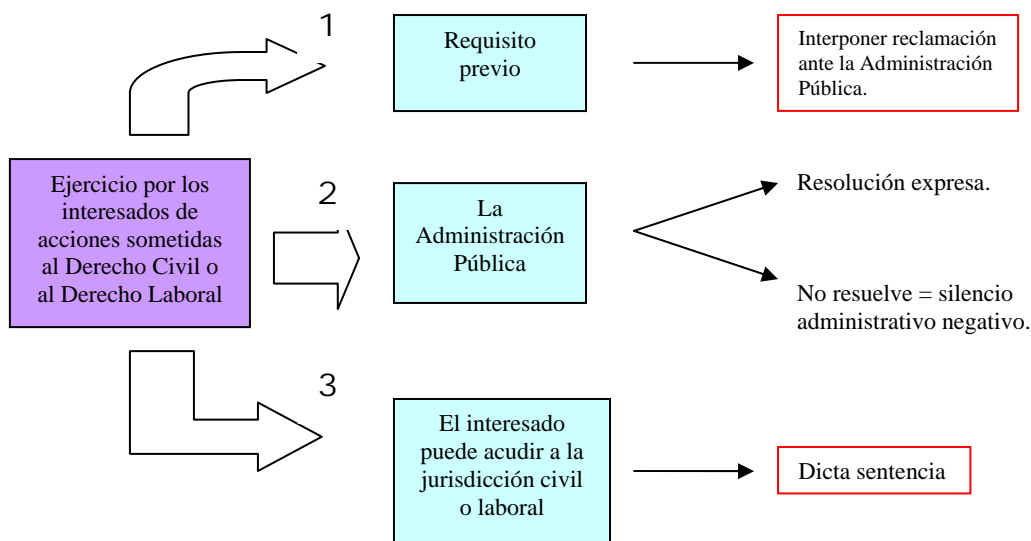 1
Requisito
previo
Interponer reclamación
ante la Administración
Pública.
Ejercicio por los
interesados de
acciones sometidas
al Derecho Civil o
al Derecho Laboral
2
La
Administración
Pública
Resolución expresa.
No resuelve = silencio
administrativo negativo.
3
El interesado
puede acudir a la
jurisdicción civil
o laboral
Dicta sentencia